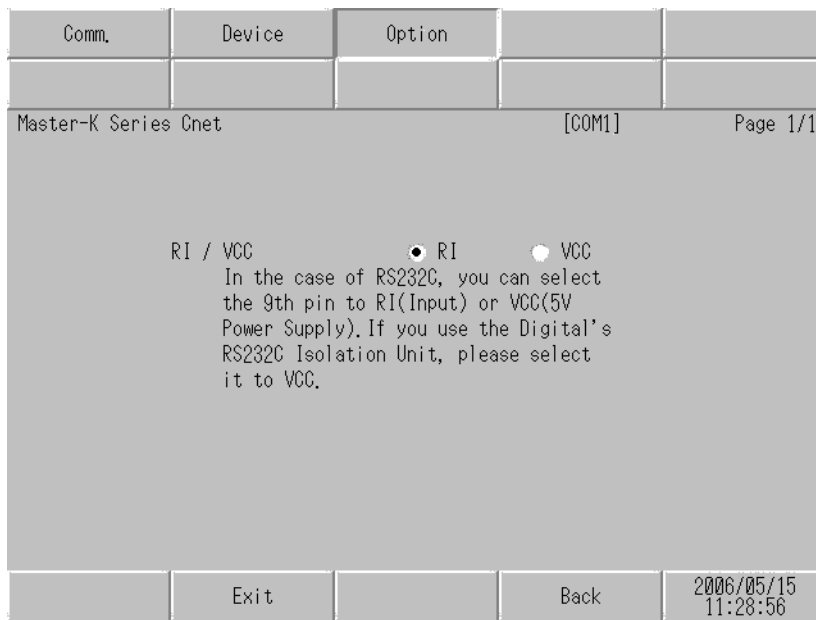 Comm. Device Option
Master-K Series Cnet [COM1] Page 1/1
RI / VCC RI VCC
In the case of RS232C, you can select
the 9th pin to RI(Input) or VCC(5V
Power Supply).If you use the Digital's
RS232C Isolation Unit, please select
it to VCC.
Exit Back 2006/05/15
11:28:56